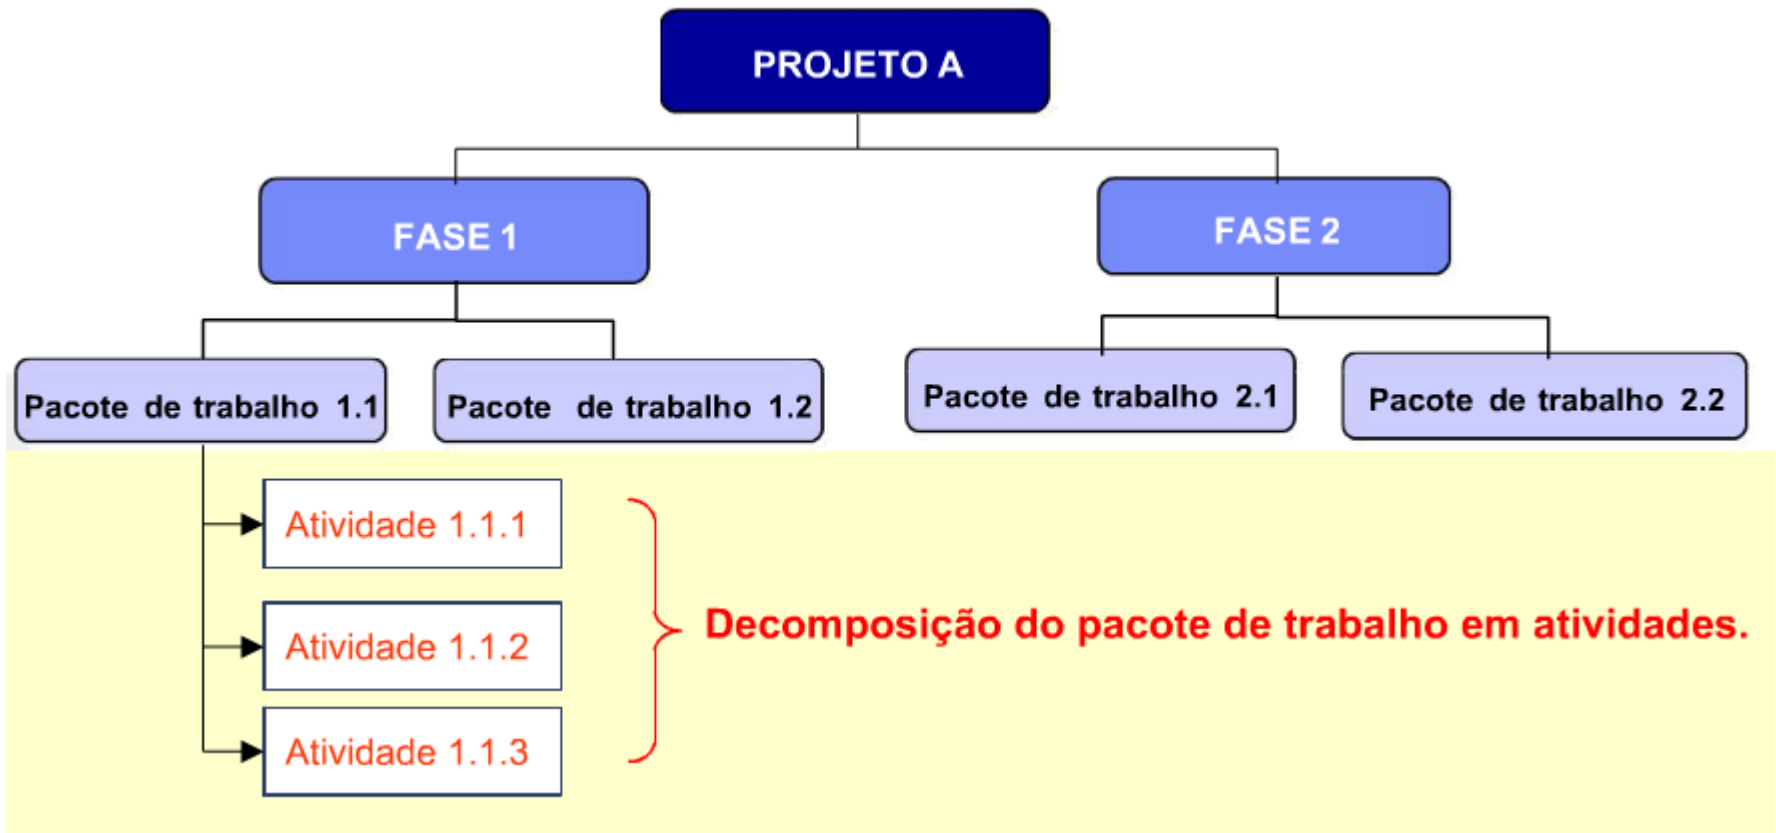 PROJETO A
FASE 1
FASE 2
Pacote de trabalho 1.1
Pacote de trabalho 1.2
Pacote de trabalho 2.1
Pacote de trabalho 2.2
Atividade 1.1.1
Atividade 1.1.2
Atividade 1.1.3
Decomposição do pacote de trabalho em atividades.